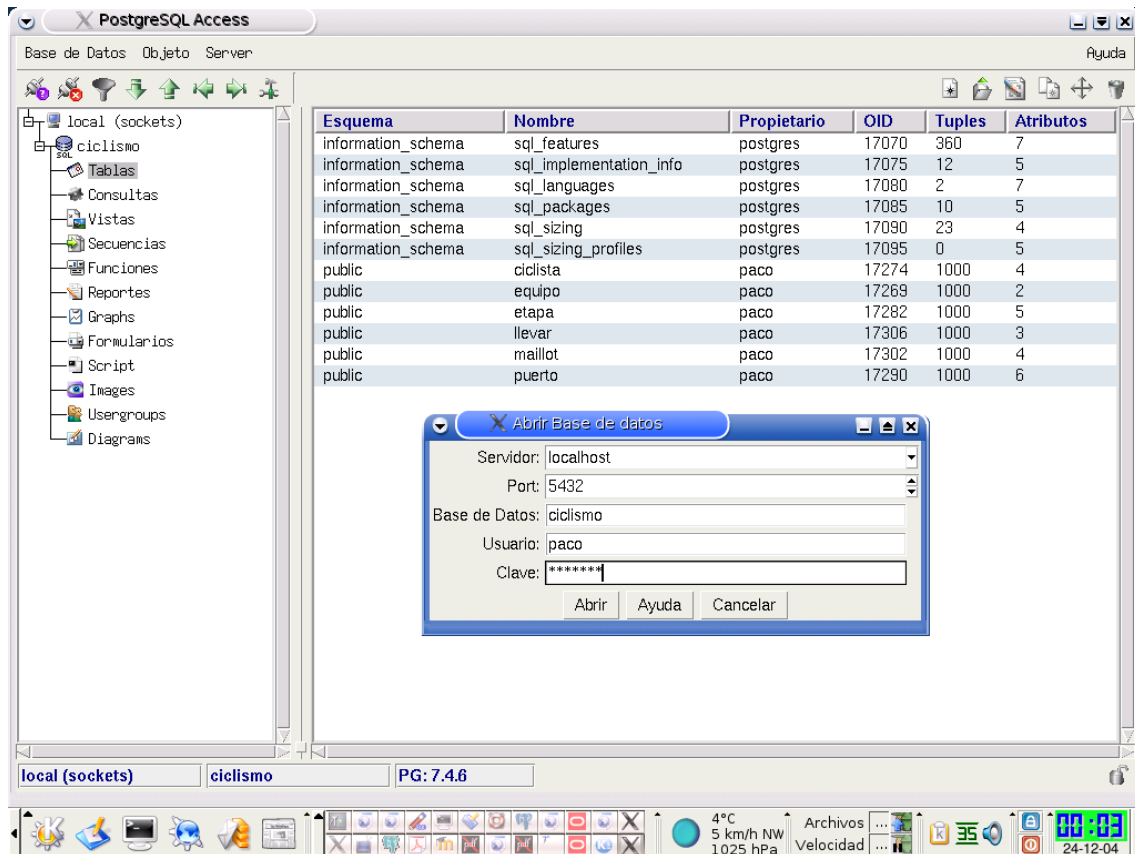 PostgreSQL Access
Base de Datos Objeto Server Ayuda
local (sockets)
ciclismo
SQL
Tablas
Consultas
Vistas
Secuencias
Funciones
Reportes
Graphs
Formularios
Script
Images
Usergroups
Diagrams
Esquema Nombre Propietario OID Tuples Atributos
information_schema sql_features postgres 17070 360 7
information_schema sql_implementation_info postgres 17075 12 5
information_schema sql_languages postgres 17080 2 7
information_schema sql_packages postgres 17085 10 5
information_schema sql_sizing postgres 17090 23 4
information_schema sql_sizing_profiles postgres 17095 0 5
public ciclista paco 17274 1000 4
public equipo paco 17269 1000 2
public etapa paco 17282 1000 5
public llevar paco 17306 1000 3
public maillot paco 17302 1000 4
public puerto paco 17290 1000 6
Abrir Base de datos
Servidor: localhost
Port: 5432
Base de Datos: ciclismo
Usuario: paco
Clave: *******
Abrir Ayuda Cancelar
local (sockets) ciclismo PG: 7.4.6
4°C
5 km/h NW
1025 hPa
Archivos ...
Velocidad ...
35
00:03
24-12-04